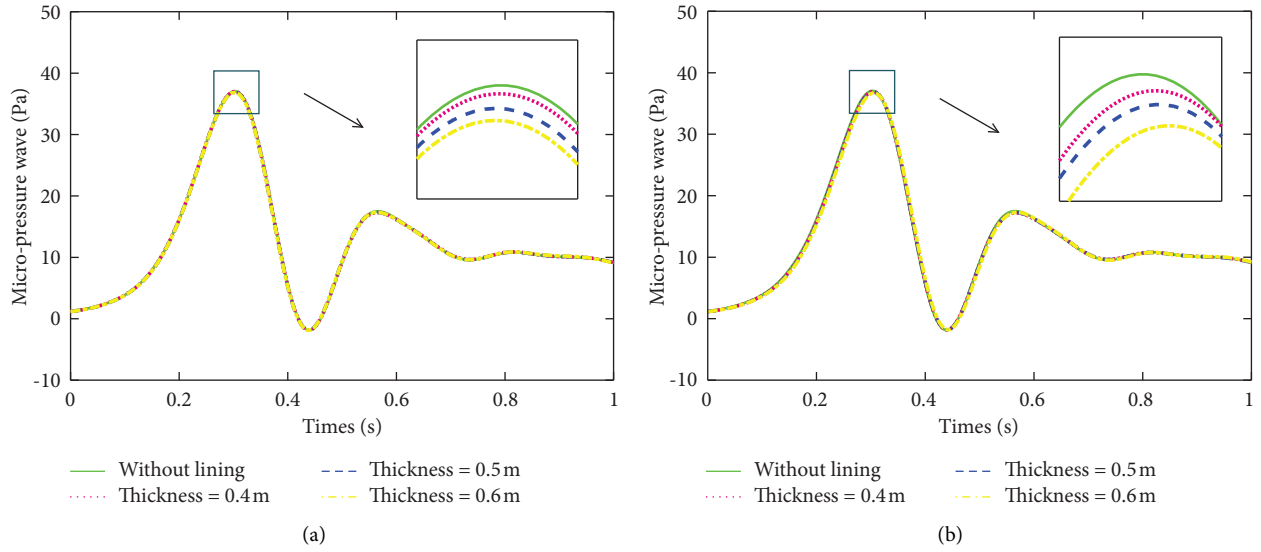 50
40
30
20
10
0
-10
Micro-pressure wave (Pa)
0
0.2
0.4
0.6
0.8
1
Times (s)
Without lining
Thickness = 0.4 m
Thickness = 0.5 m
Thickness = 0.6 m
(a)
50
40
30
20
10
0
-10
Micro-pressure wave (Pa)
0
0.2
0.4
0.6
0.8
1
Times (s)
Without lining
Thickness = 0.4 m
Thickness = 0.5 m
Thickness = 0.6 m
(b)